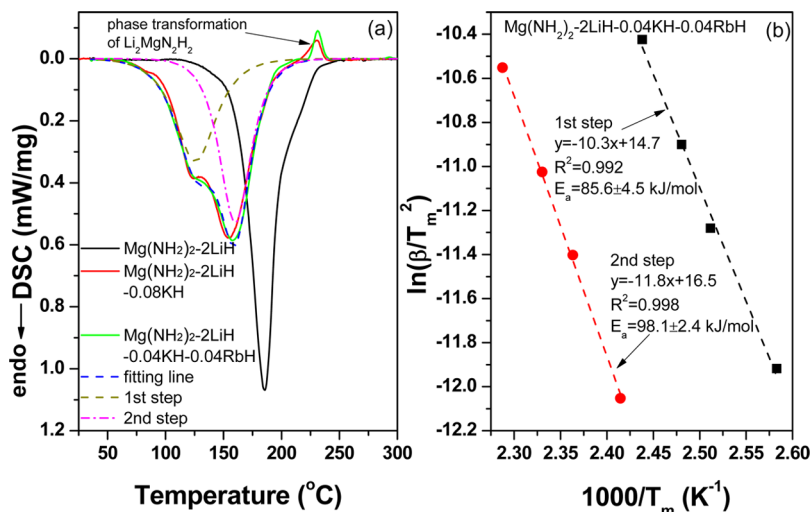 phase transformation
of Li₂MgN₂H₂
(a)
0.0
0.2
0.4
0.6
0.8
1.0
1.2
endo ← DSC (mW/mg)
Mg(NH₂)₂-2LiH
Mg(NH₂)₂-2LiH
-0.08KH
Mg(NH₂)₂-2LiH
-0.04KH-0.04RbH
fitting line
1st step
2nd step
50 100 150 200 250 300
Temperature (°C)
Mg(NH₂)₂-2LiH-0.04KH-0.04RbH
(b)
-10.4
-10.6
-10.8
-11.0
-11.2
-11.4
-11.6
-11.8
-12.0
-12.2
ln(β/Tₘ²)
1st step
y=-10.3x+14.7
R²=0.992
Eₐ=85.6±4.5 kJ/mol
2nd step
y=-11.8x+16.5
R²=0.998
Eₐ=98.1±2.4 kJ/mol
2.30 2.35 2.40 2.45 2.50 2.55 2.60
1000/Tₘ (K⁻¹)